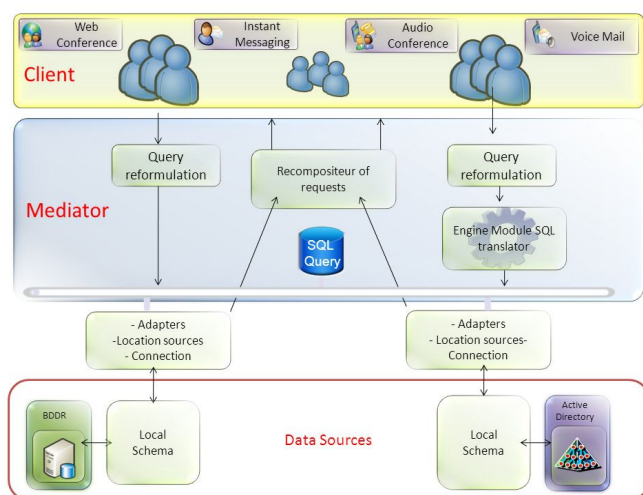 Web
Conference
Instant
Messaging
Audio
Conference
Voice Mail
Client
Query
reformulation
Recompositeur of
requests
Query
reformulation
Mediator
Engine Module SQL
translator
SQL
Query
- Adapters
-Location sources
- Connection
- Adapters
- Location sources-
Connection
BDDR
Local
Schema
Data Sources
Local
Schema
Active
Directory